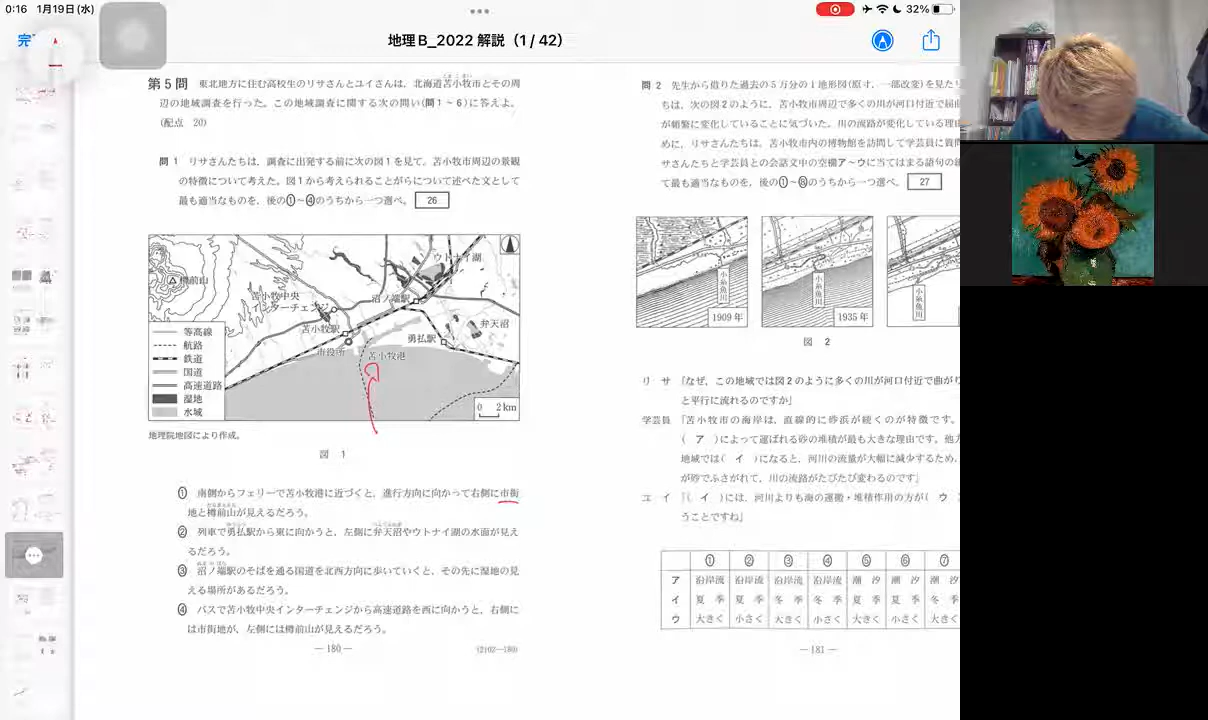 0:16 1月19日(水)
32%
完
地理B_2022 解説（1 / 42）
第5問 東北地方に住む高校生のリサさんとユイさんは，北海道苫小牧市とその周
辺の地域調査を行った。この地域調査に関する次の問い(問1～6)に答えよ。
(配点 20)
問1 リサさんたちは，調査に出発する前に次の図1を見て，苫小牧市周辺の景観
の特徴について考えた。図1から考えられることがらについて述べた文として
最も適当なものを，後の①～④のうちから一つ選べ。 26
ウトナイ湖
樽前山
苫小牧中央
インターチェンジ
沼ノ端駅
苫小牧駅
弁天沼
勇払駅
市役所
苫小牧港
等高線
航路
鉄道
国道
高速道路
湿地
水域
0 2 km
地理院地図により作成。
図 1
① 南側からフェリーで苫小牧港に近づくと，進行方向に向かって右側に市街
地と樽前山が見えるだろう。
② 列車で勇払駅から東に向かうと，左側に弁天沼やウトナイ湖の水面が見え
るだろう。
③ 沼ノ端駅のそばを通る国道を北西方向に歩いていくと，その先に湿地の見
える場所があるだろう。
④ バスで苫小牧中央インターチェンジから高速道路を西に向かうと，右側に
は市街地が，左側には樽前山が見えるだろう。
— 180 —
(2102—180)
問2 先生から借りた過去の5万分の1地形図(原寸，一部改変)を見た
ちは，次の図2のように，苫小牧市周辺で多くの川が河口付近で屈曲
が頻繁に変化していることに気づいた。川の流路が変化している理由
めに，リサさんたちは，苫小牧市内の博物館を訪問して学芸員に質問
サさんたちと学芸員との会話文中の空欄ア～ウに当てはまる語句の
て最も適当なものを，後の①～⑧のうちから一つ選べ。 27
小糸魚川
1909年
小糸魚川
1935年
小糸魚川
図 2
リ サ 「なぜ，この地域では図2のように多くの川が河口付近で曲がり
と平行に流れるのですか」
学芸員 「苫小牧市の海岸は，直線的に砂浜が続くのが特徴です。
( ア )によって運ばれる砂の堆積が最も大きな理由です。他
地域では( イ )になると，河川の流量が大幅に減少するため，
が砂でふさがれて，川の流路がたびたび変わるのです」
ユ イ 「( イ )には，河川よりも海の運搬・堆積作用の方が( ウ
うことですね」
① ② ③ ④ ⑤ ⑥ ⑦
ア 沿岸流 沿岸流 沿岸流 沿岸流 潮 汐 潮 汐 潮 汐
イ 夏 季 夏 季 冬 季 冬 季 夏 季 夏 季 冬 季
ウ 大きく 小さく 大きく 小さく 大きく 小さく 大きく
— 181 —